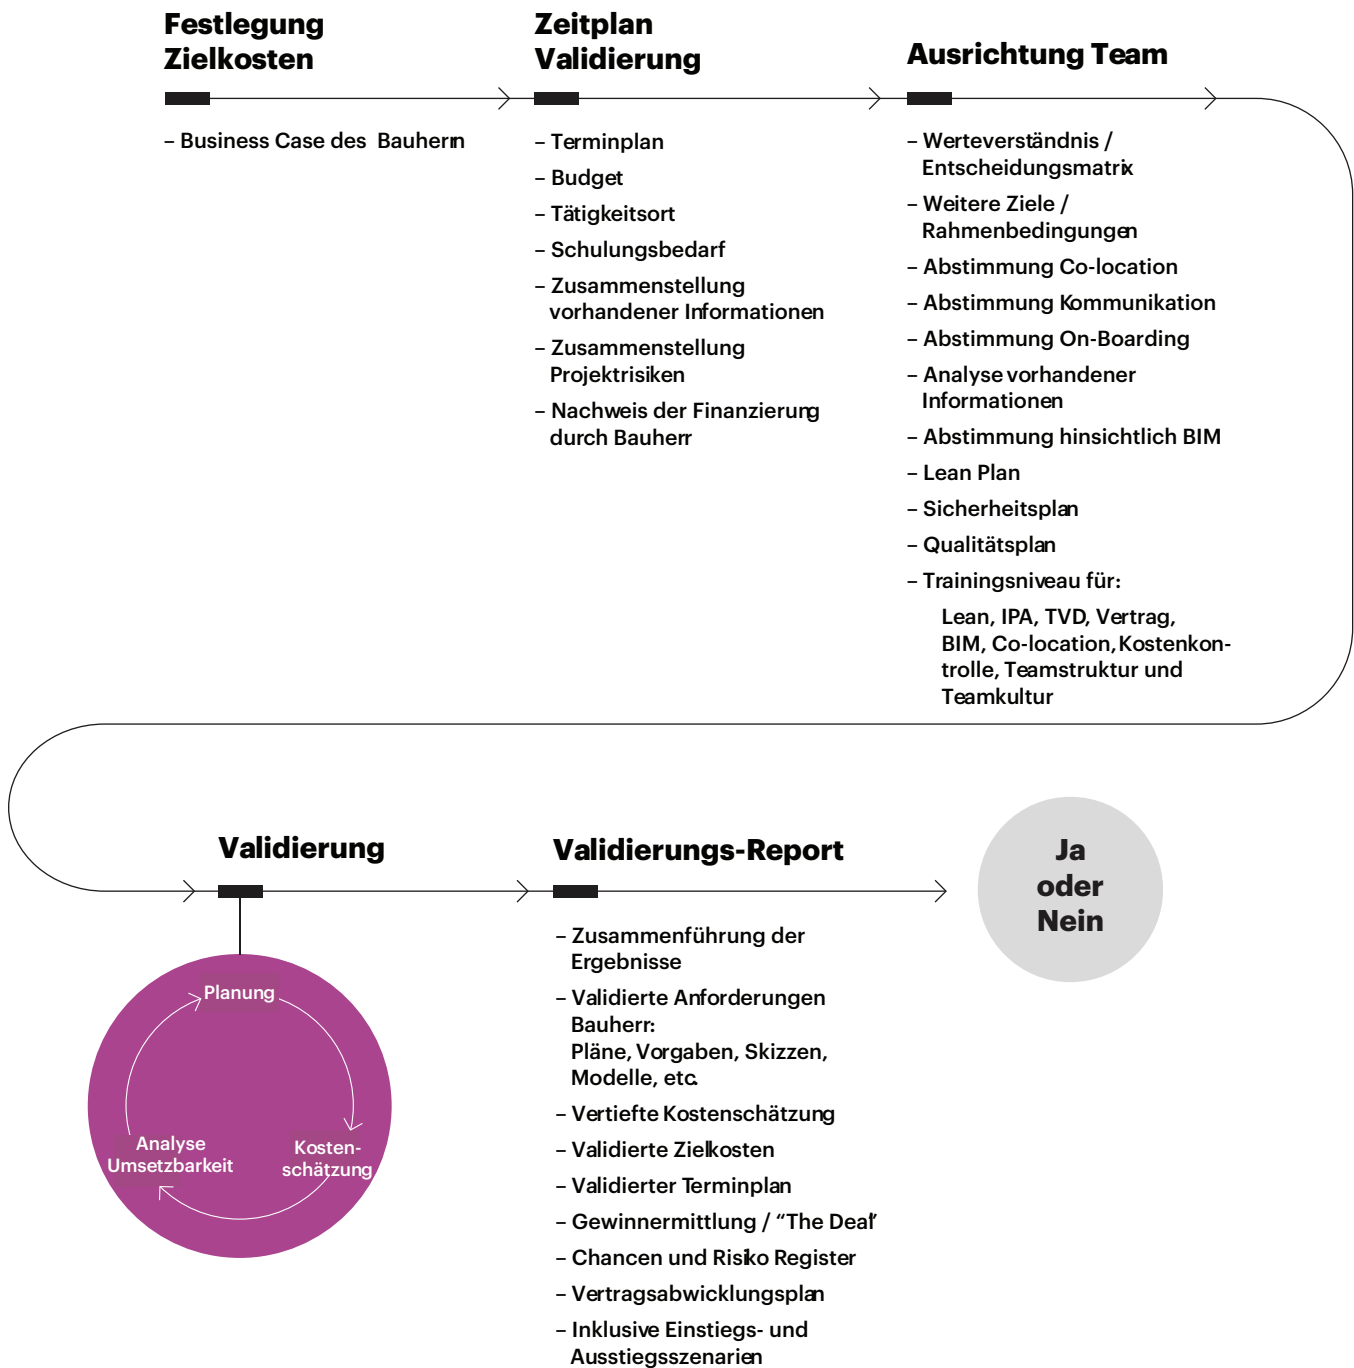 Festlegung
Zielkosten
– Business Case des Bauherrn
Zeitplan
Validierung
– Terminplan
– Budget
– Tätigkeitsort
– Schulungsbedarf
– Zusammenstellung
vorhandener Informationen
– Zusammenstellung
Projektrisiken
– Nachweis der Finanzierung
durch Bauherr
Ausrichtung Team
– Werteverständnis /
Entscheidungsmatrix
– Weitere Ziele /
Rahmenbedingungen
– Abstimmung Co-location
– Abstimmung Kommunikation
– Abstimmung On-Boarding
– Analyse vorhandener
Informationen
– Abstimmung hinsichtlich BIM
– Lean Plan
– Sicherheitsplan
– Qualitätsplan
– Trainingsniveau für:
Lean, IPA, TVD, Vertrag,
BIM, Co-location, Kostenkon-
trolle, Teamstruktur und
Teamkultur
Validierung
Planung
Kosten-
schätzung
Analyse
Umsetzbarkeit
Validierungs-Report
– Zusammenführung der
Ergebnisse
– Validierte Anforderungen
Bauherr:
Pläne, Vorgaben, Skizzen,
Modelle, etc.
– Vertiefte Kostenschätzung
– Validierte Zielkosten
– Validierter Terminplan
– Gewinnermittlung / “The Deal”
– Chancen und Risiko Register
– Vertragsabwicklungsplan
– Inklusive Einstiegs- und
Ausstiegsszenarien
Ja
oder
Nein